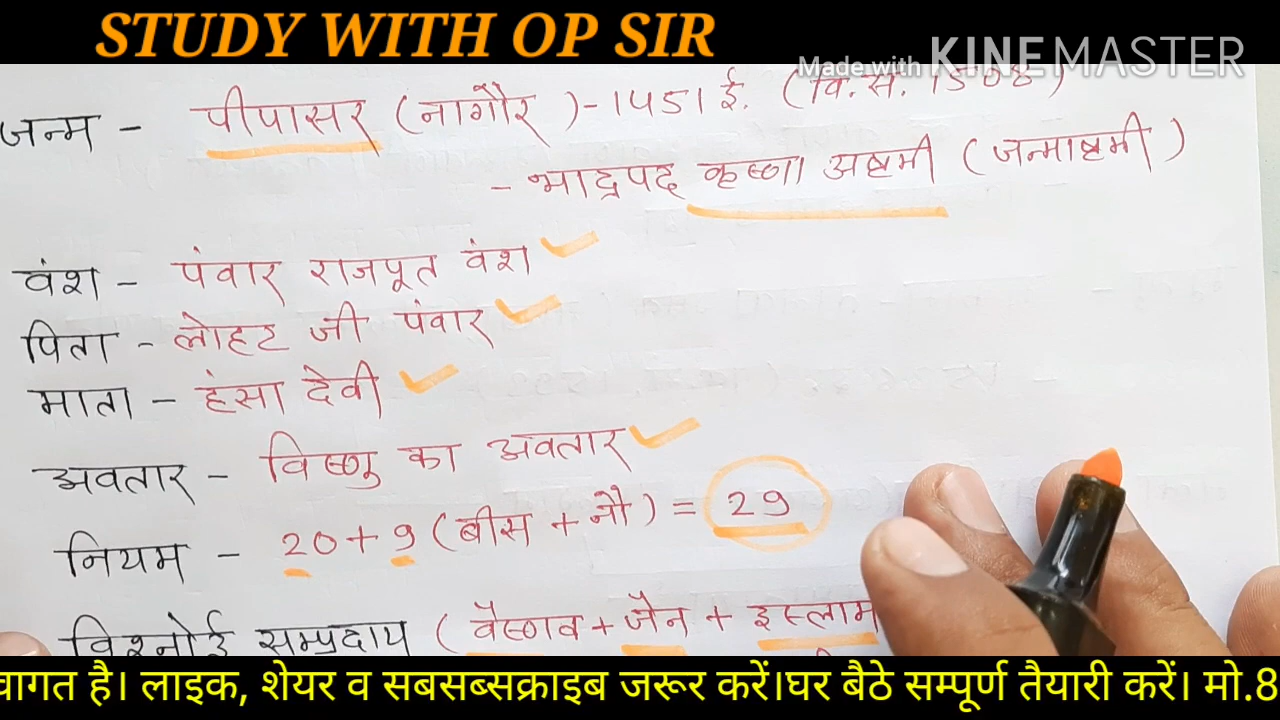 STUDY WITH OP SIR
Made with KINEMASTER
जन्म - पीपासर (नागौर) - 1451 ई. (वि.स. 1508)
- भाद्रपद कृष्णा अष्टमी (जन्माष्टमी)
वंश - पंवार राजपूत वंश
पिता - लोहट जी पंवार
माता - हंसा देवी
अवतार - विष्णु का अवतार
नियम - 20+9 (बीस + नौ) = 29
विश्नोई सम्प्रदाय (वैष्णव + जैन + इस्लाम
वागत है। लाइक, शेयर व सबसब्सक्राइब जरूर करें।घर बैठे सम्पूर्ण तैयारी करें। मो.8